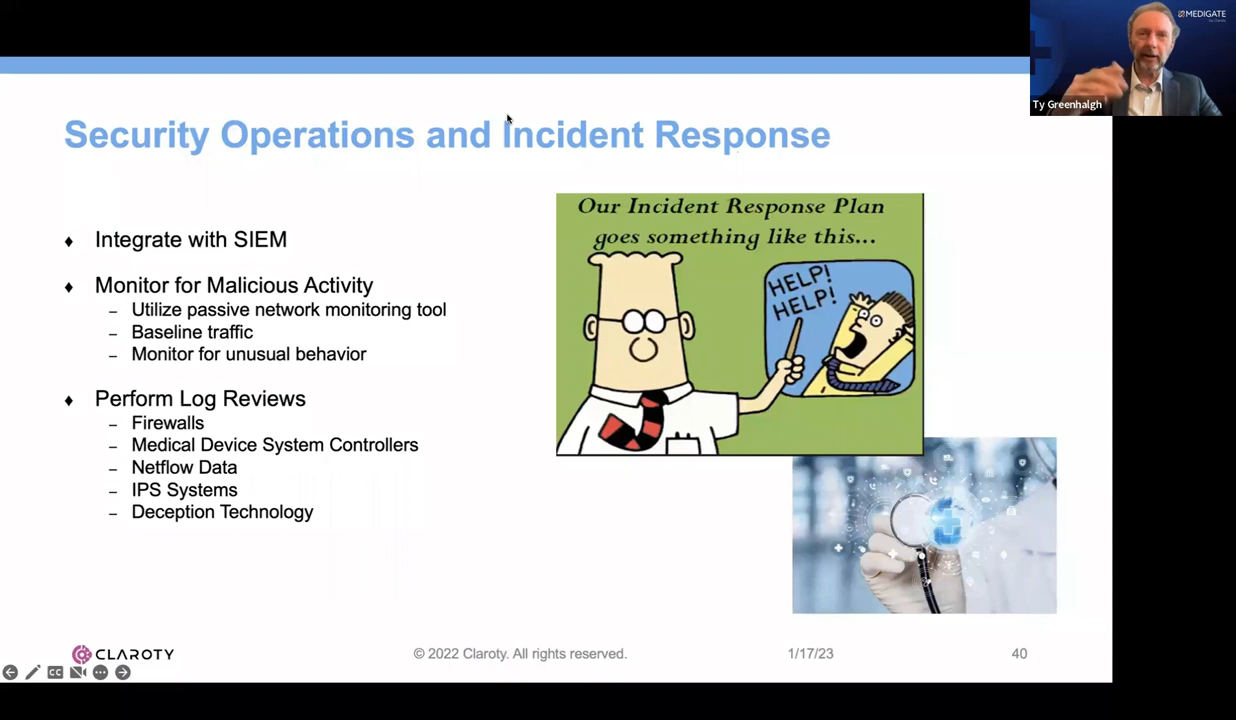 MEDIGATE
Ty Greenhalgh
Security Operations and Incident Response
♦ Integrate with SIEM
♦ Monitor for Malicious Activity
– Utilize passive network monitoring tool
– Baseline traffic
– Monitor for unusual behavior
♦ Perform Log Reviews
– Firewalls
– Medical Device System Controllers
– Netflow Data
– IPS Systems
– Deception Technology
Our Incident Response Plan
goes something like this...
HELP!
HELP!
CLAROTY
© 2022 Claroty. All rights reserved.
1/17/23
40
CC